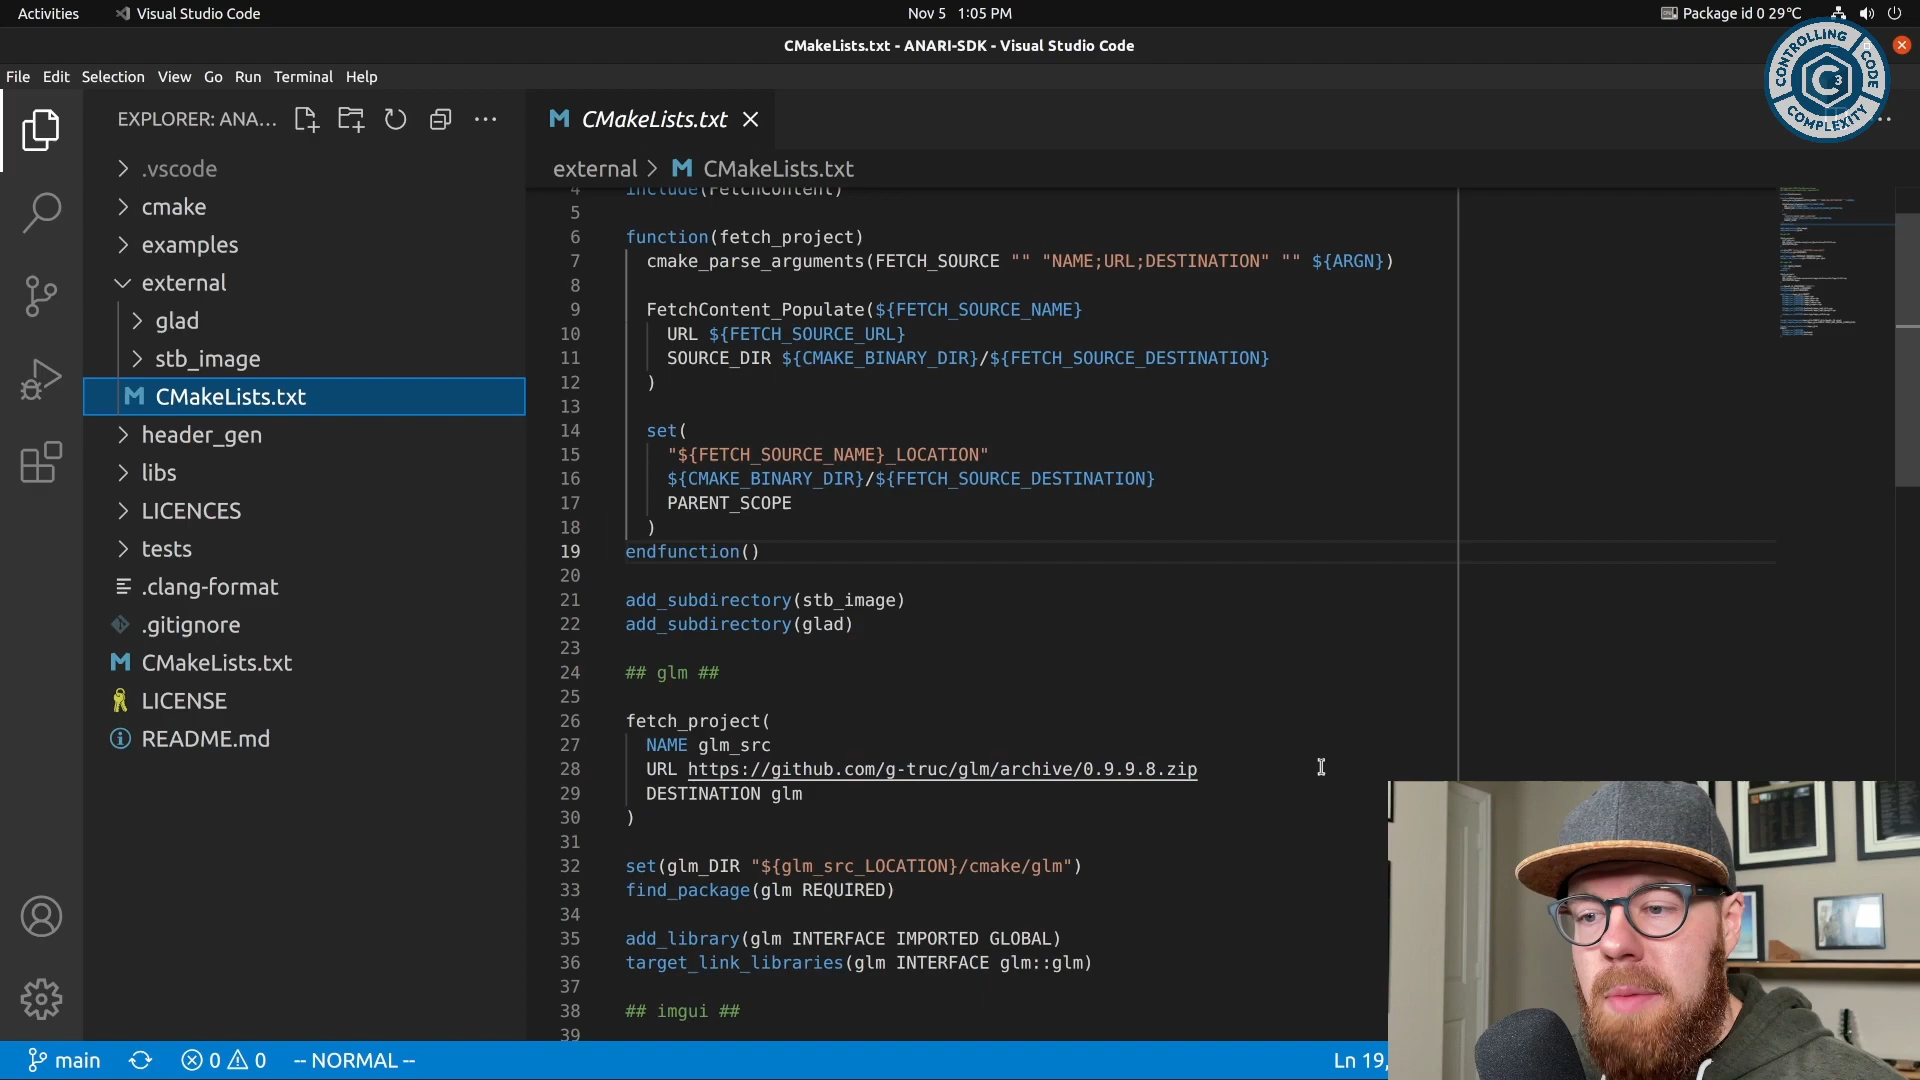 Activities
Visual Studio Code
Nov 5 1:05 PM
Package id 0 29°C
CMakeLists.txt - ANARI-SDK - Visual Studio Code
CONTROLLING CODE COMPLEXITY
C3
File Edit Selection View Go Run Terminal Help
EXPLORER: ANA...
.vscode
cmake
examples
external
glad
stb_image
CMakeLists.txt
header_gen
libs
LICENCES
tests
.clang-format
.gitignore
CMakeLists.txt
LICENSE
README.md
CMakeLists.txt
external > CMakeLists.txt
4 include(FetchContent)
5
6 function(fetch_project)
7 cmake_parse_arguments(FETCH_SOURCE "" "NAME;URL;DESTINATION" "" ${ARGN})
8
9 FetchContent_Populate(${FETCH_SOURCE_NAME}
10 URL ${FETCH_SOURCE_URL}
11 SOURCE_DIR ${CMAKE_BINARY_DIR}/${FETCH_SOURCE_DESTINATION}
12 )
13
14 set(
15 "${FETCH_SOURCE_NAME}_LOCATION"
16 ${CMAKE_BINARY_DIR}/${FETCH_SOURCE_DESTINATION}
17 PARENT_SCOPE
18 )
19 endfunction()
20
21 add_subdirectory(stb_image)
22 add_subdirectory(glad)
23
24 ## glm ##
25
26 fetch_project(
27 NAME glm_src
28 URL https://github.com/g-truc/glm/archive/0.9.9.8.zip
29 DESTINATION glm
30 )
31
32 set(glm_DIR "${glm_src_LOCATION}/cmake/glm")
33 find_package(glm REQUIRED)
34
35 add_library(glm INTERFACE IMPORTED GLOBAL)
36 target_link_libraries(glm INTERFACE glm::glm)
37
38 ## imgui ##
39
main
0 0
-- NORMAL --
Ln 19,